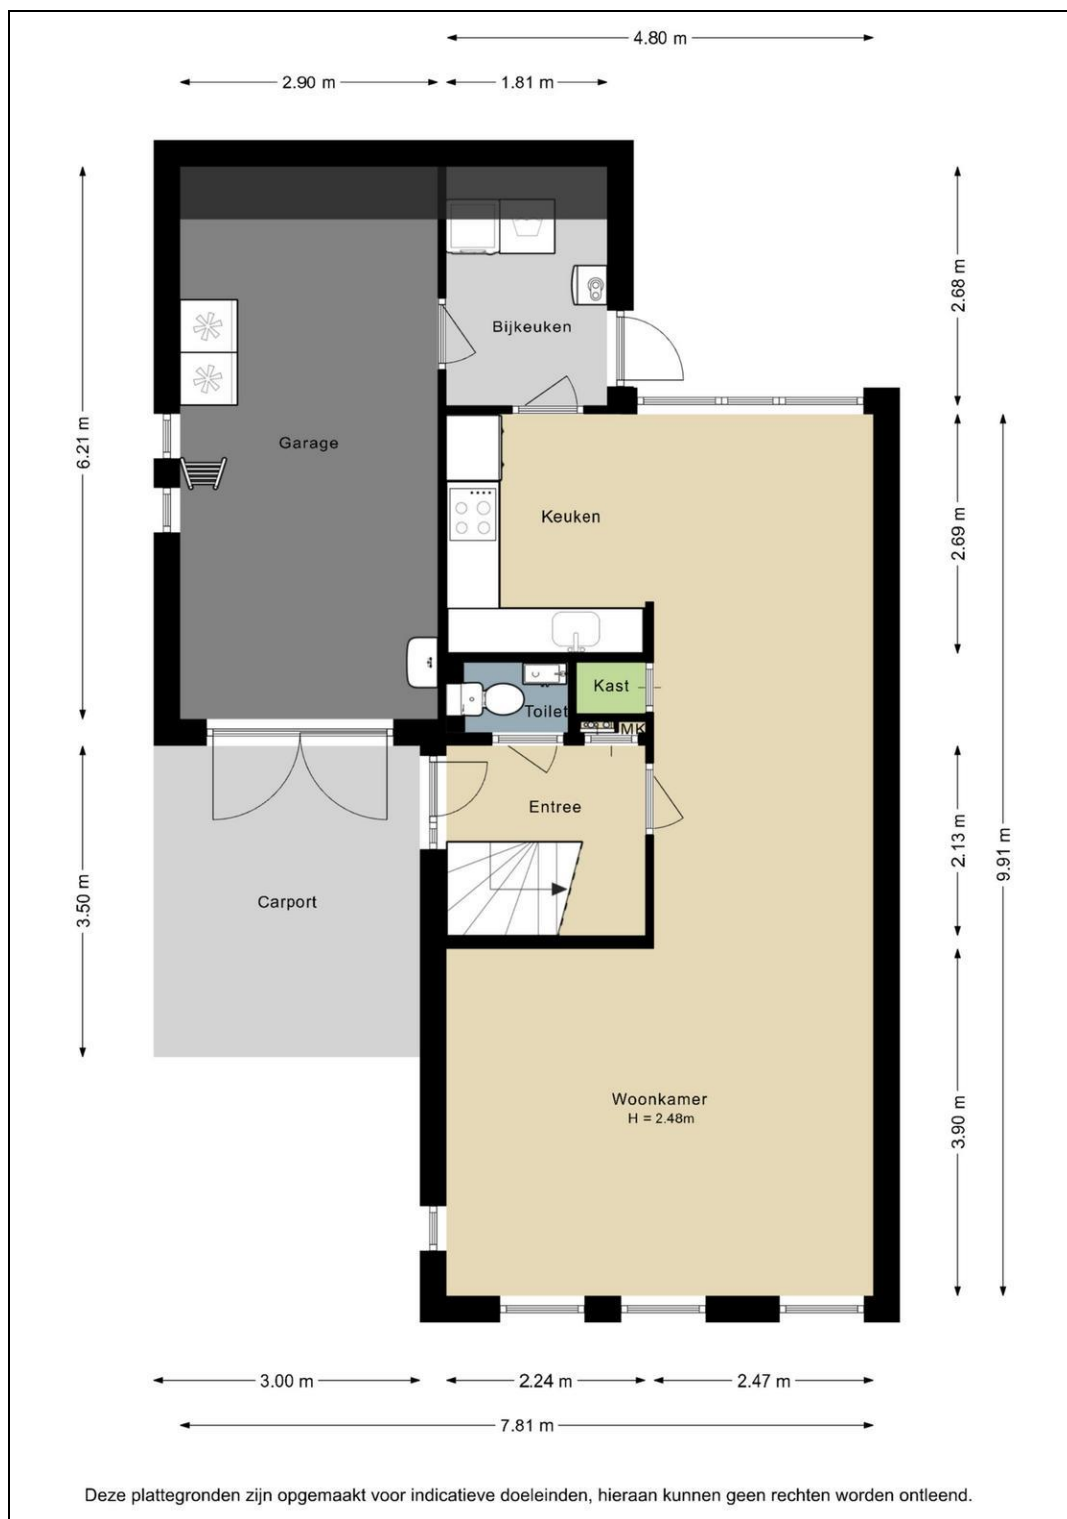 4.80 m
2.90 m
1.81 m
2.68 m
Bijkeuken
6.21 m
Garage
Keuken
2.69 m
Kast
Toilet
MK
Entree
2.13 m
9.91 m
3.50 m
Carport
Woonkamer
H = 2.48m
3.90 m
3.00 m
2.24 m
2.47 m
7.81 m
Deze plattegronden zijn opgemaakt voor indicatieve doeleinden, hieraan kunnen geen rechten worden ontleend.